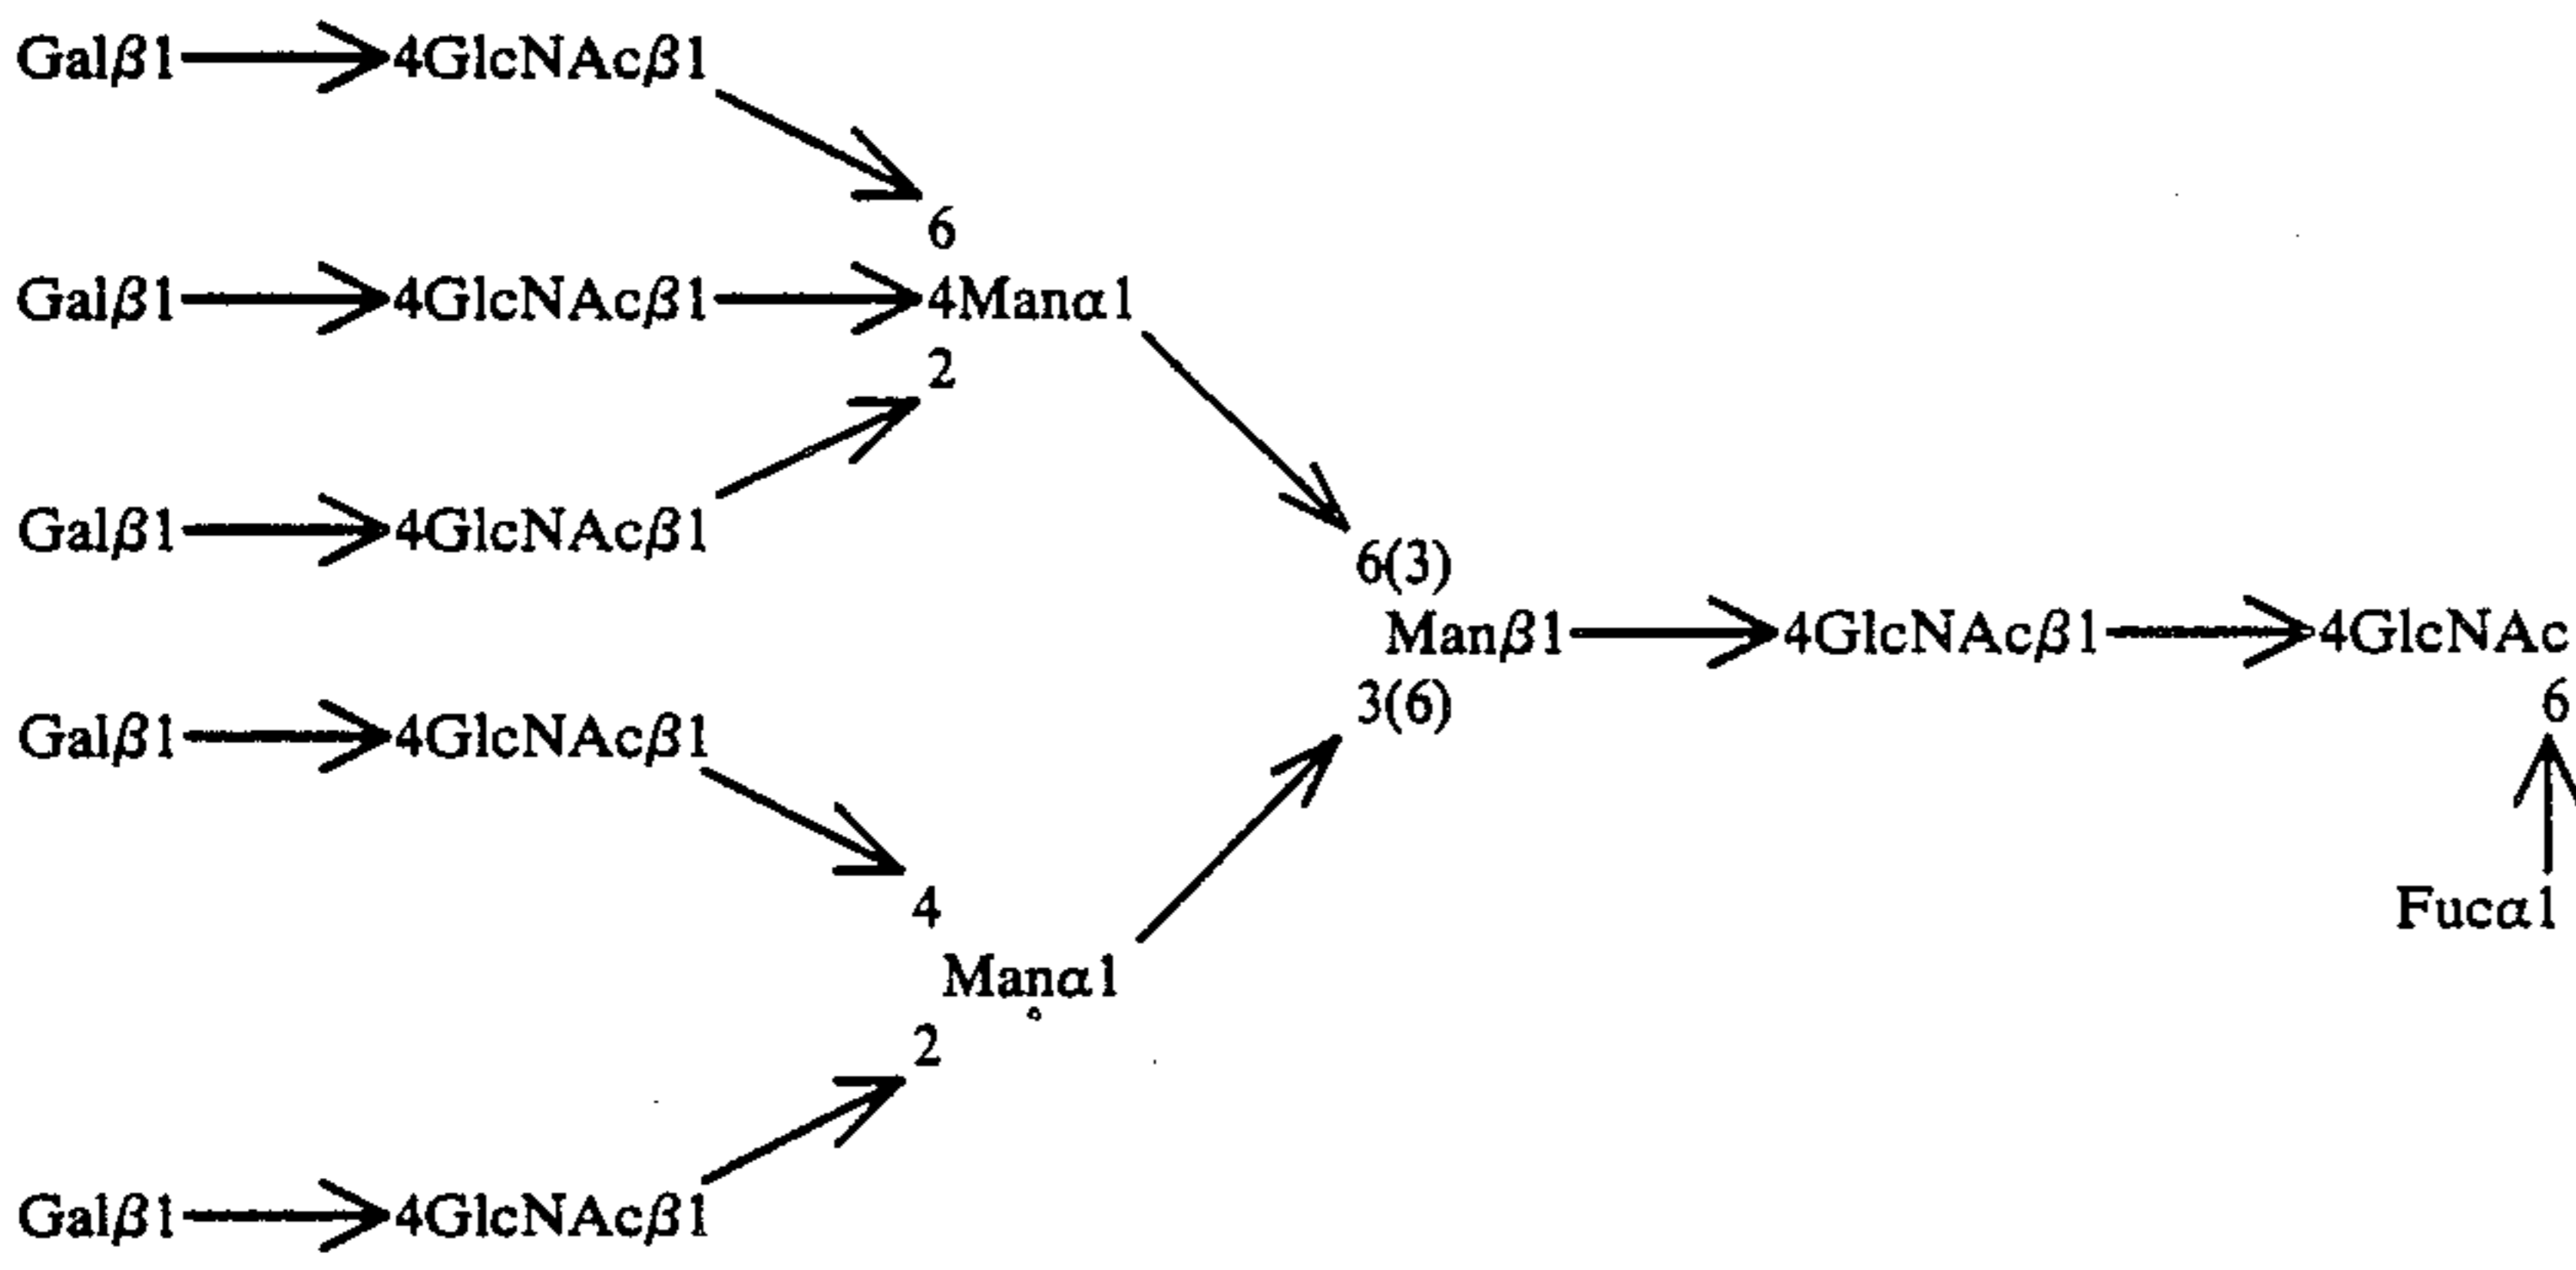 Galβ1 4GlcNAcβ1
6
Galβ1 4GlcNAcβ1 4Manα1
2
Galβ1 4GlcNAcβ1
6(3)
Manβ1 4GlcNAcβ1 4GlcNAc
3(6) 6
Galβ1 4GlcNAcβ1
4 Fucα1
Manα1
2
Galβ1 4GlcNAcβ1